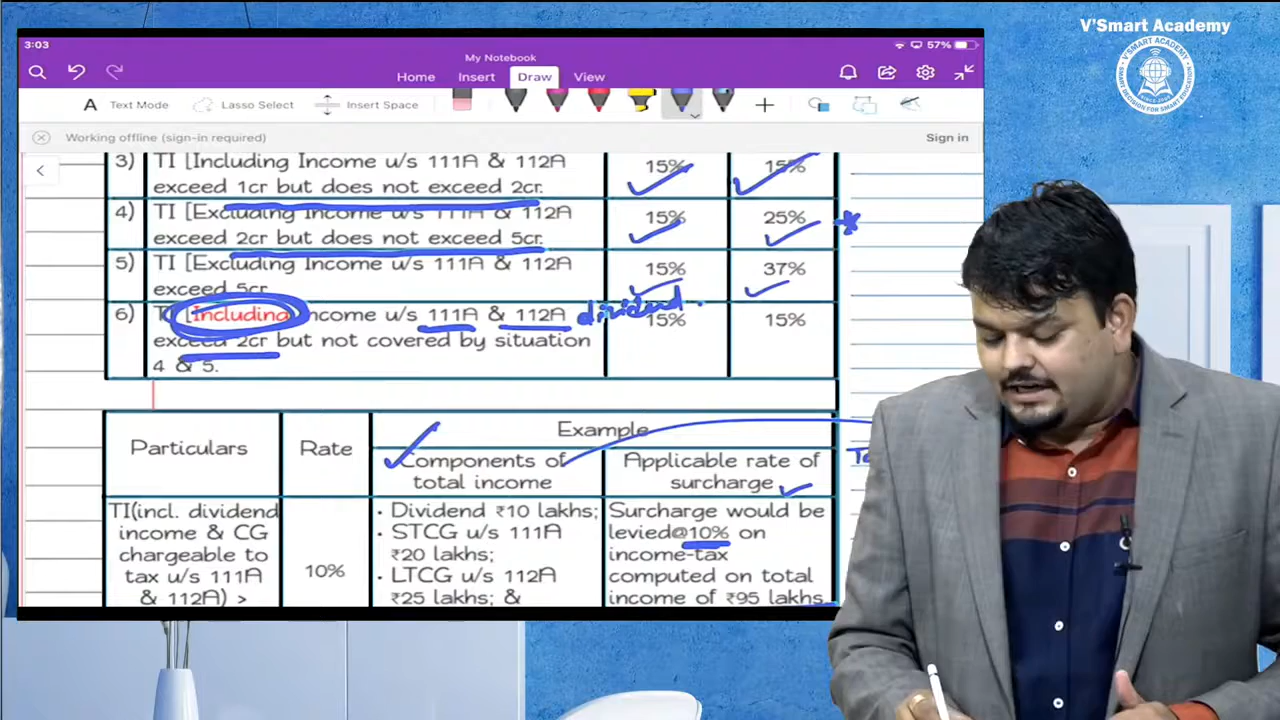 V'Smart Academy
3:03
My Notebook
57%
Home Insert Draw View
Text Mode Lasso Select Insert Space
Working offline (sign-in required) Sign in
3) TI [Including Income u/s 111A & 112A 15% 15%
exceed 1cr but does not exceed 2cr.
4) TI [Excluding Income u/s 111A & 112A 15% 25%
exceed 2cr but does not exceed 5cr.
5) TI [Excluding Income u/s 111A & 112A 15% 37%
exceed 5cr
6) [Including Income u/s 111A & 112A dividend. 15% 15%
exceed 2cr but not covered by situation
4 & 5.
Particulars Rate Example
Components of total income Applicable rate of surcharge
TI(incl. dividend
income & CG
chargeable to
tax u/s 111A
& 112A) >
10%
• Dividend ₹10 lakhs;
• STCG u/s 111A
₹20 lakhs;
• LTCG u/s 112A
₹25 lakhs; &
Surcharge would be
levied@10% on
income-tax
computed on total
income of ₹95 lakhs